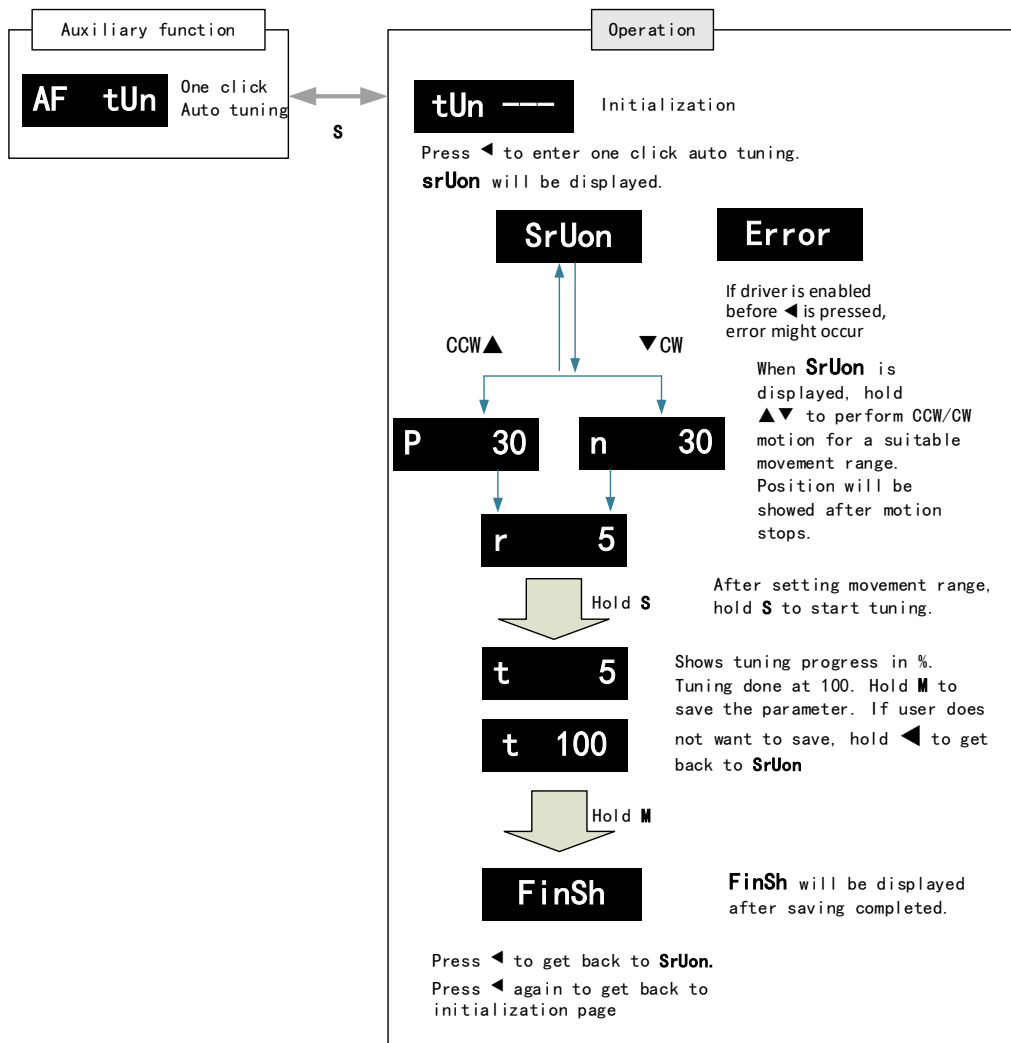 Auxiliary function
Operation
AF tUn
One click
Auto tuning
S
tUn ---
Initialization
Press ◀ to enter one click auto tuning.
srUon will be displayed.
SrUon
Error
If driver is enabled
before ◀ is pressed,
error might occur
CCW▲
▼CW
When SrUon is
displayed, hold
▲▼ to perform CCW/CW
motion for a suitable
movement range.
Position will be
showed after motion
stops.
P 30
n 30
r 5
Hold S
After setting movement range,
hold S to start tuning.
t 5
Shows tuning progress in %.
Tuning done at 100. Hold M to
save the parameter. If user does
not want to save, hold ◀ to get
back to SrUon
t 100
Hold M
FinSh
FinSh will be displayed
after saving completed.
Press ◀ to get back to SrUon.
Press ◀ again to get back to
initialization page